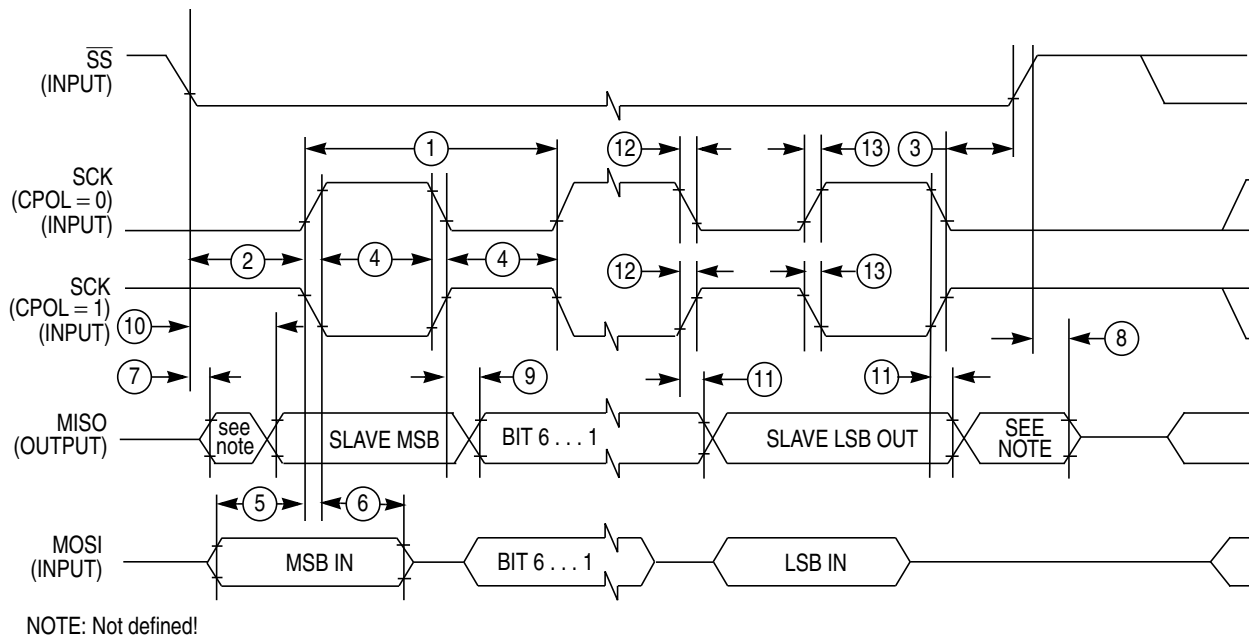 SS
(INPUT)
1
12
13
3
SCK
(CPOL = 0)
(INPUT)
2
4
4
12
13
SCK
(CPOL = 1)
(INPUT)
10
8
7
9
11
11
MISO
(OUTPUT)
see
note
SLAVE MSB
BIT 6 . . . 1
SLAVE LSB OUT
SEE
NOTE
5
6
MOSI
(INPUT)
MSB IN
BIT 6 . . . 1
LSB IN
NOTE: Not defined!